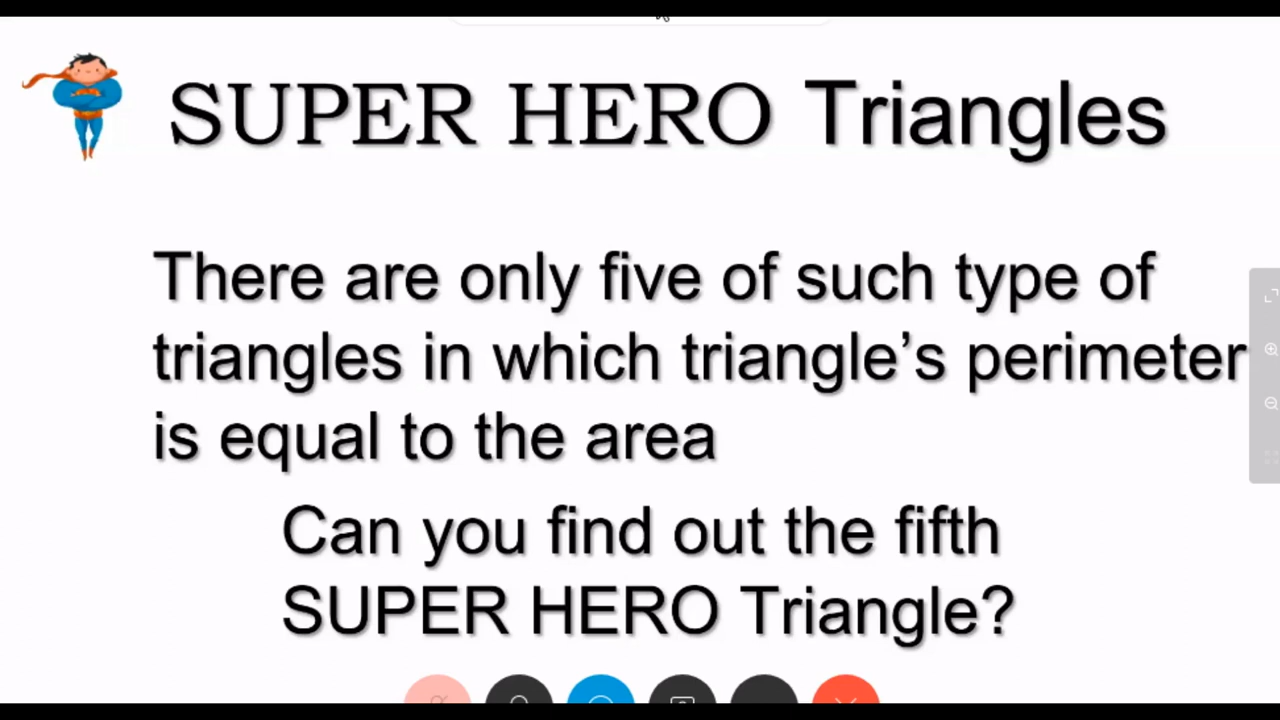 SUPER HERO Triangles
There are only five of such type of
triangles in which triangle’s perimeter
is equal to the area
Can you find out the fifth
SUPER HERO Triangle?